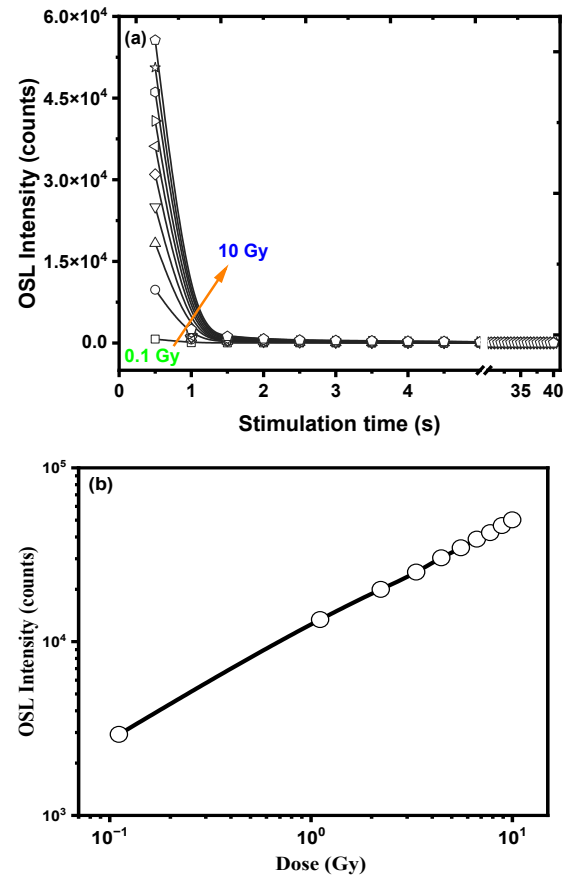 (a)
6.0×10⁴
4.5×10⁴
3.0×10⁴
1.5×10⁴
0.0
OSL Intensity (counts)
10 Gy
0.1 Gy
0 1 2 3 4 35 40
Stimulation time (s)
(b)
10⁵
10⁴
10³
OSL Intensity (counts)
10⁻¹ 10⁰ 10¹
Dose (Gy)